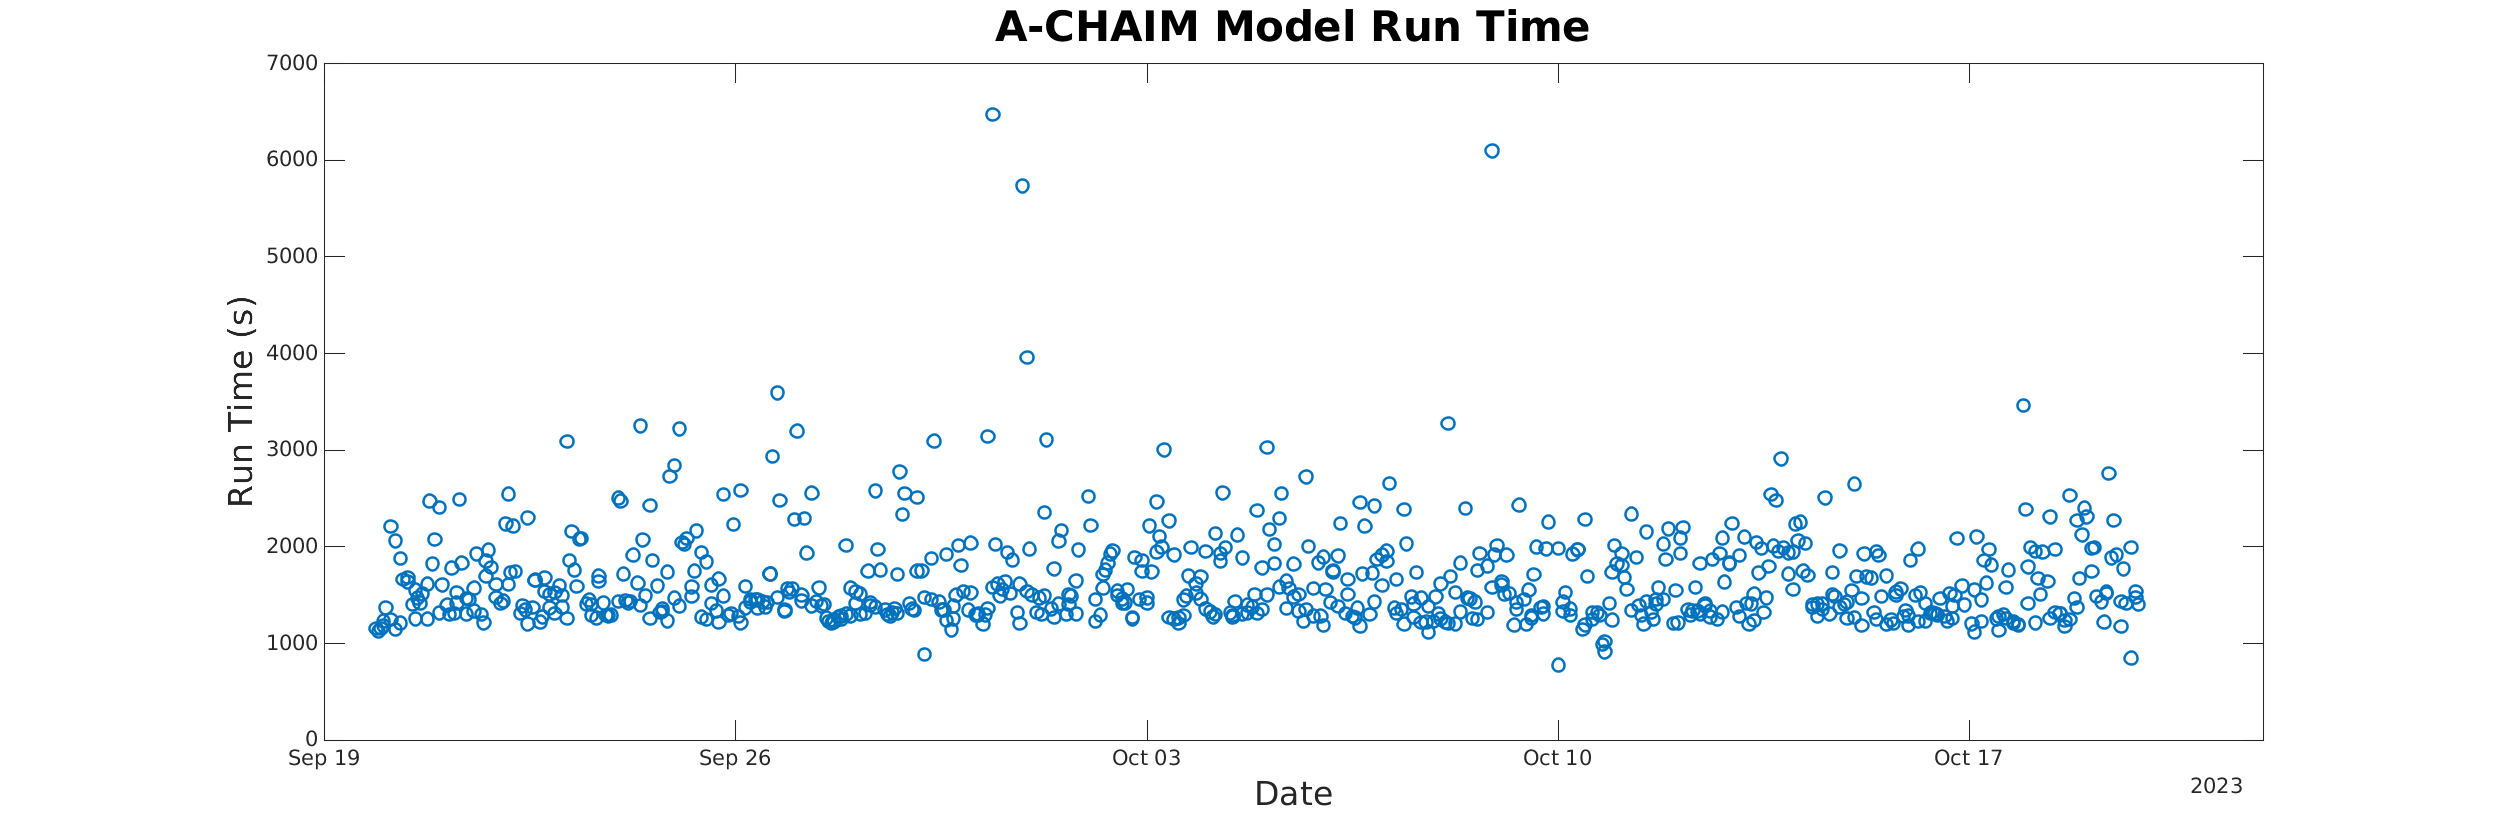 A-CHAIM Model Run Time
7000
6000
5000
4000
3000
2000
1000
0
Run Time (s)
Sep 19
Sep 26
Oct 03
Oct 10
Oct 17
2023
Date